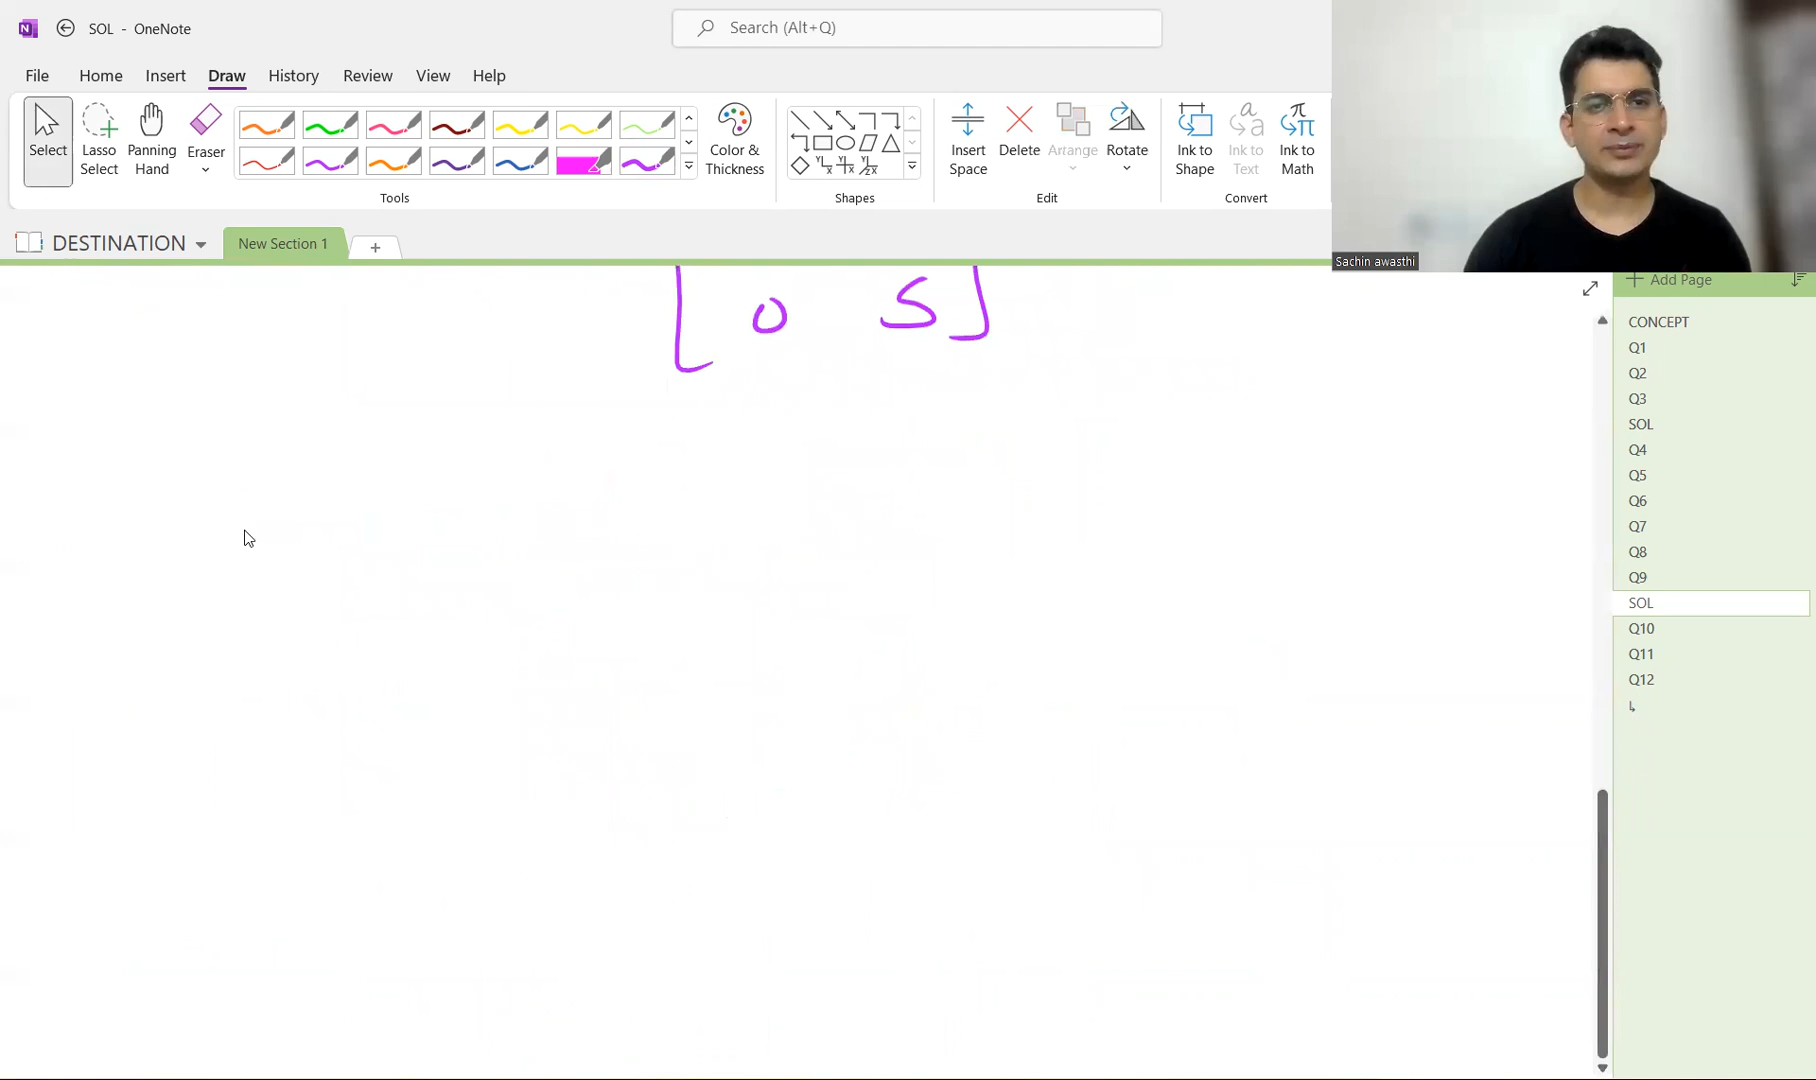 SOL - OneNote
Search (Alt+Q)
File Home Insert Draw History Review View Help
Select
Lasso Select
Panning Hand
Eraser
Color & Thickness
Insert Space
Delete
Arrange
Rotate
Ink to Shape
Ink to Text
Ink to Math
Tools
Shapes
Edit
Convert
DESTINATION
New Section 1
Sachin awasthi
Add Page
CONCEPT
Q1
Q2
Q3
SOL
Q4
Q5
Q6
Q7
Q8
Q9
SOL
Q10
Q11
Q12
[ 0 5 ]